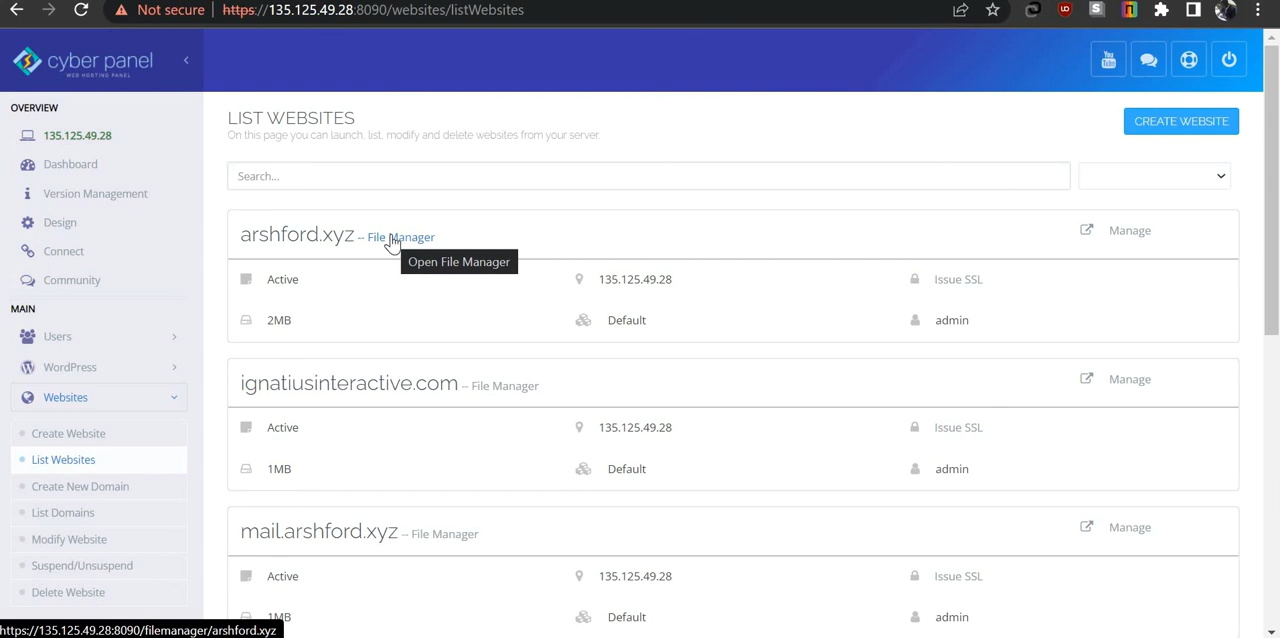 Not secure https://135.125.49.28:8090/websites/listWebsites
cyber panel
WEB HOSTING PANEL
You Tube
OVERVIEW
135.125.49.28
Dashboard
Version Management
Design
Connect
Community
MAIN
Users
WordPress
Websites
Create Website
List Websites
Create New Domain
List Domains
Modify Website
Suspend/Unsuspend
Delete Website
LIST WEBSITES
On this page you can launch, list, modify and delete websites from your server.
CREATE WEBSITE
Search...
arshford.xyz -- File Manager
Manage
Open File Manager
Active
135.125.49.28
Issue SSL
2MB
Default
admin
ignatiusinteractive.com -- File Manager
Manage
Active
135.125.49.28
Issue SSL
1MB
Default
admin
mail.arshford.xyz -- File Manager
Manage
Active
135.125.49.28
Issue SSL
1MB
Default
admin
https://135.125.49.28:8090/filemanager/arshford.xyz